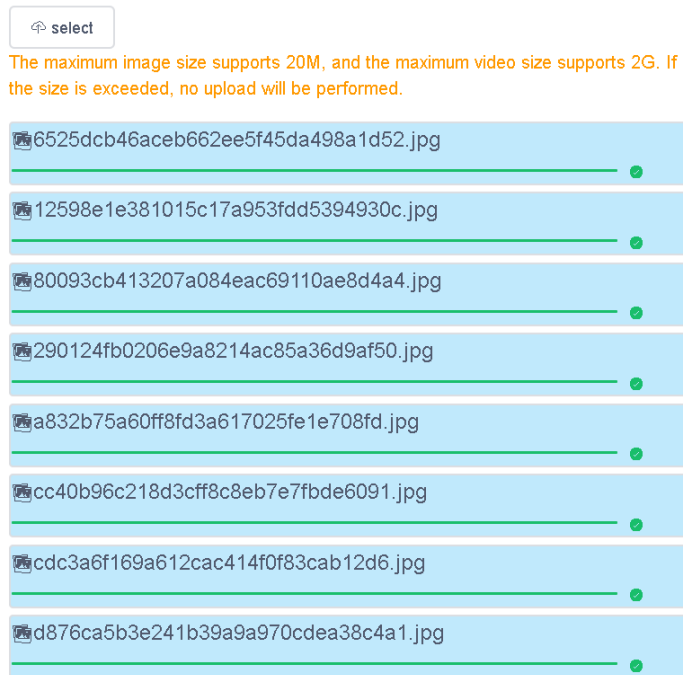 select
The maximum image size supports 20M, and the maximum video size supports 2G. If
the size is exceeded, no upload will be performed.
6525dcb46aceb662ee5f45da498a1d52.jpg
12598e1e381015c17a953fdd5394930c.jpg
80093cb413207a084eac69110ae8d4a4.jpg
290124fb0206e9a8214ac85a36d9af50.jpg
a832b75a60ff8fd3a617025fe1e708fd.jpg
cc40b96c218d3cff8c8eb7e7fbde6091.jpg
cdc3a6f169a612cac414f0f83cab12d6.jpg
d876ca5b3e241b39a9a970cdea38c4a1.jpg